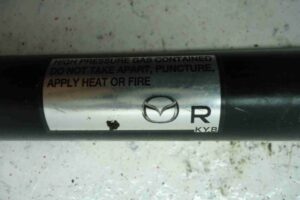 HIGH PRESSURE GAS CONTAINED
DO NOT TAKE APART, PUNCTURE,
APPLY HEAT OR FIRE
R
KYB